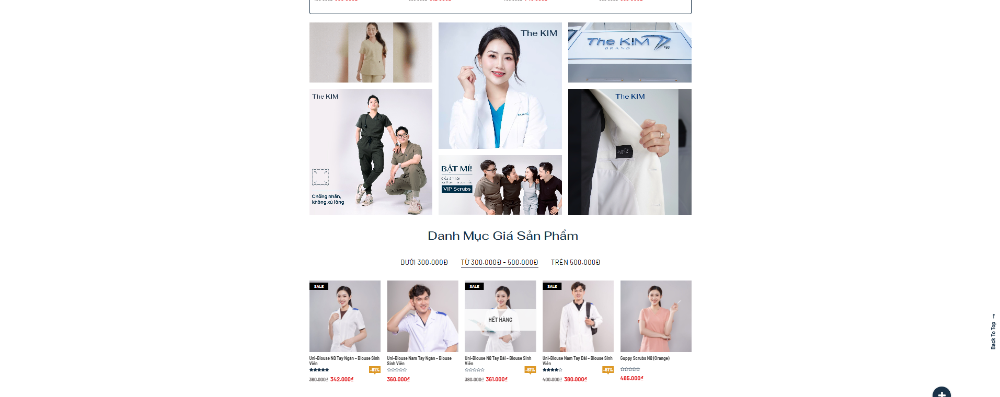 The KIM
The KIM
BRAND
The KIM
The KIM
Chống nhăn,
không xù lông
BẬT MÍ!
VIP Scrubs
Danh Mục Giá Sản Phẩm
DƯỚI 300.000Đ TỪ 300.000Đ - 500.000Đ TRÊN 500.000Đ
SALE
SALE
HẾT HÀNG
SALE
Uni-Blouse Nữ Tay Ngắn – Blouse Sinh
Viên
-61%
360.000₫ 342.000₫
Uni-Blouse Nam Tay Ngắn – Blouse
Sinh Viên
360.000₫
Uni-Blouse Nữ Tay Dài – Blouse Sinh
Viên
-61%
380.000₫ 361.000₫
Uni-Blouse Nam Tay Dài – Blouse Sinh
Viên
-61%
400.000₫ 380.000₫
Guppy Scrubs Nữ (Orange)
485.000₫
Back To Top →